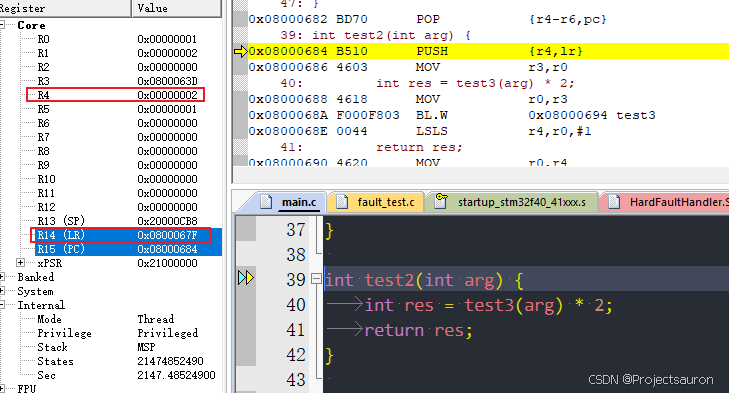 Register Value
Core
R0 0x00000001
R1 0x00000002
R2 0x00000000
R3 0x0800063D
R4 0x00000002
R5 0x00000001
R6 0x00000000
R7 0x00000000
R8 0x00000000
R9 0x00000000
R10 0x00000000
R11 0x00000000
R12 0x00000000
R13 (SP) 0x20000CB8
R14 (LR) 0x0800067F
R15 (PC) 0x08000684
xPSR 0x21000000
Banked
System
Internal
Mode Thread
Privilege Privileged
Stack MSP
States 21474852490
Sec 2147.48524900
FPU
47: }
0x08000682 BD70 POP {r4-r6,pc}
39: int test2(int arg) {
0x08000684 B510 PUSH {r4,lr}
0x08000686 4603 MOV r3,r0
40: int res = test3(arg) * 2;
0x08000688 4618 MOV r0,r3
0x0800068A F000F803 BL.W 0x08000694 test3
0x0800068E 0044 LSLS r4,r0,#1
41: return res;
0x08000690 4620 MOV r0,r4
main.c fault_test.c startup_stm32f40_41xxx.s HardFaultHandler.S
37 }
38
39 int test2(int arg) {
40 int res = test3(arg) * 2;
41 return res;
42 }
43
CSDN @Projectsauron